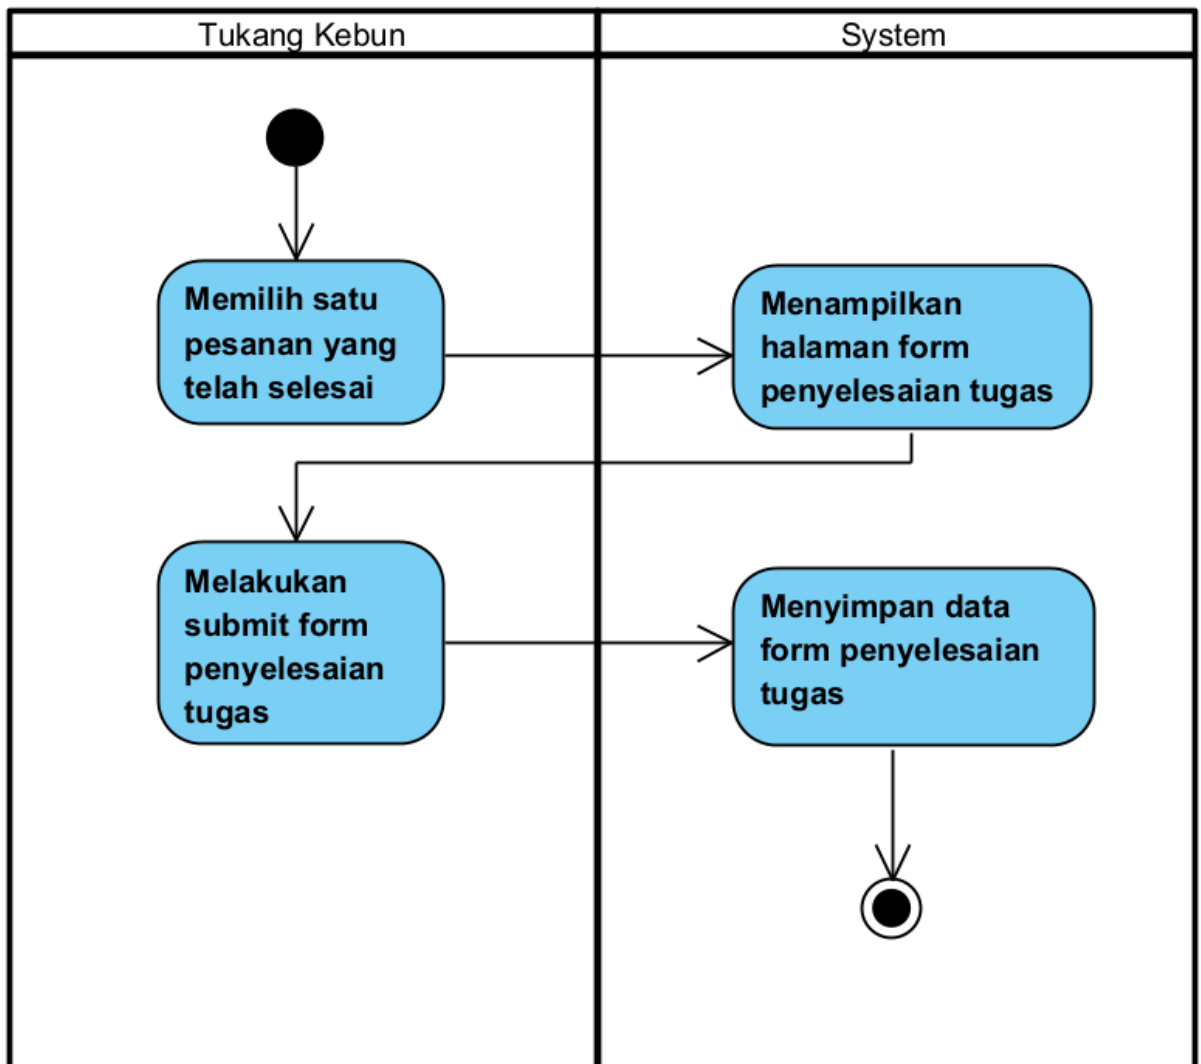 Tukang Kebun
System
Memilih satu
pesanan yang
telah selesai
Menampilkan
halaman form
penyelesaian tugas
Melakukan
submit form
penyelesaian
tugas
Menyimpan data
form penyelesaian
tugas